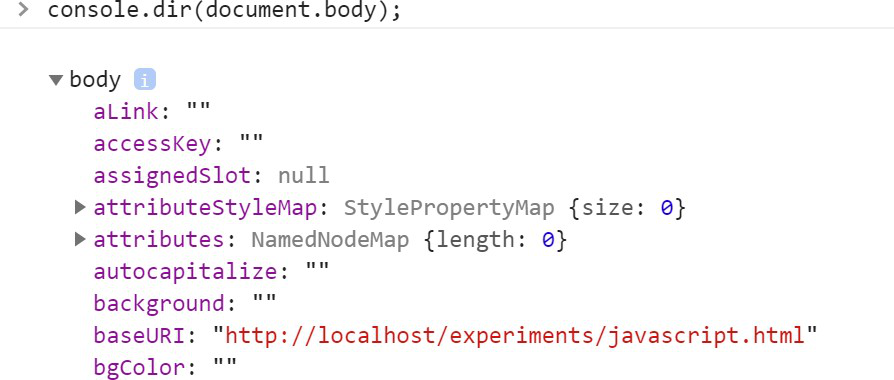 > console.dir(document.body);
▼ body i
aLink: ""
accessKey: ""
assignedSlot: null
▶ attributeStyleMap: StylePropertyMap {size: 0}
▶ attributes: NamedNodeMap {length: 0}
autocapitalize: ""
background: ""
baseURI: "http://localhost/experiments/javascript.html"
bgColor: ""